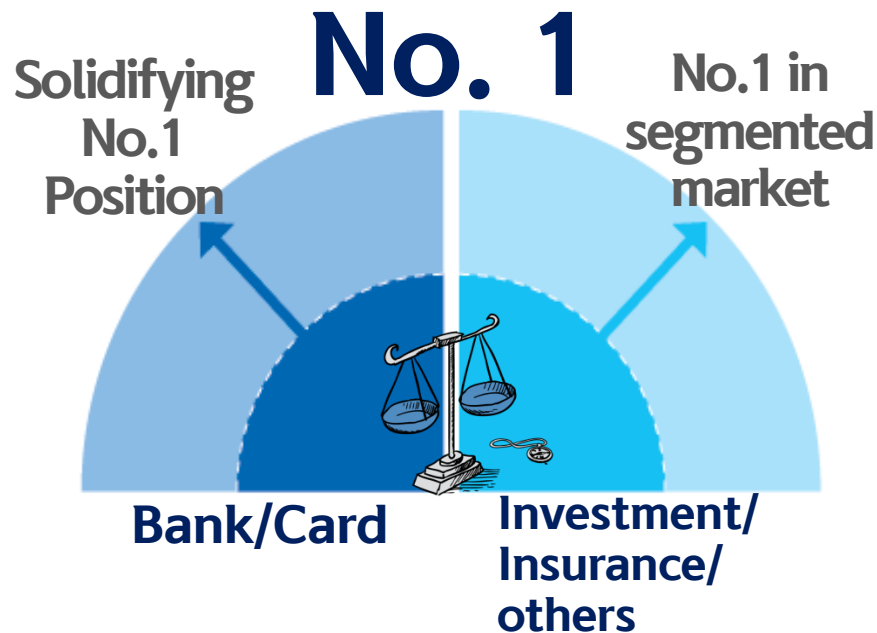 No. 1
Solidifying
No.1
Position
No.1 in
segmented
market
Bank/Card
Investment/
Insurance/
others